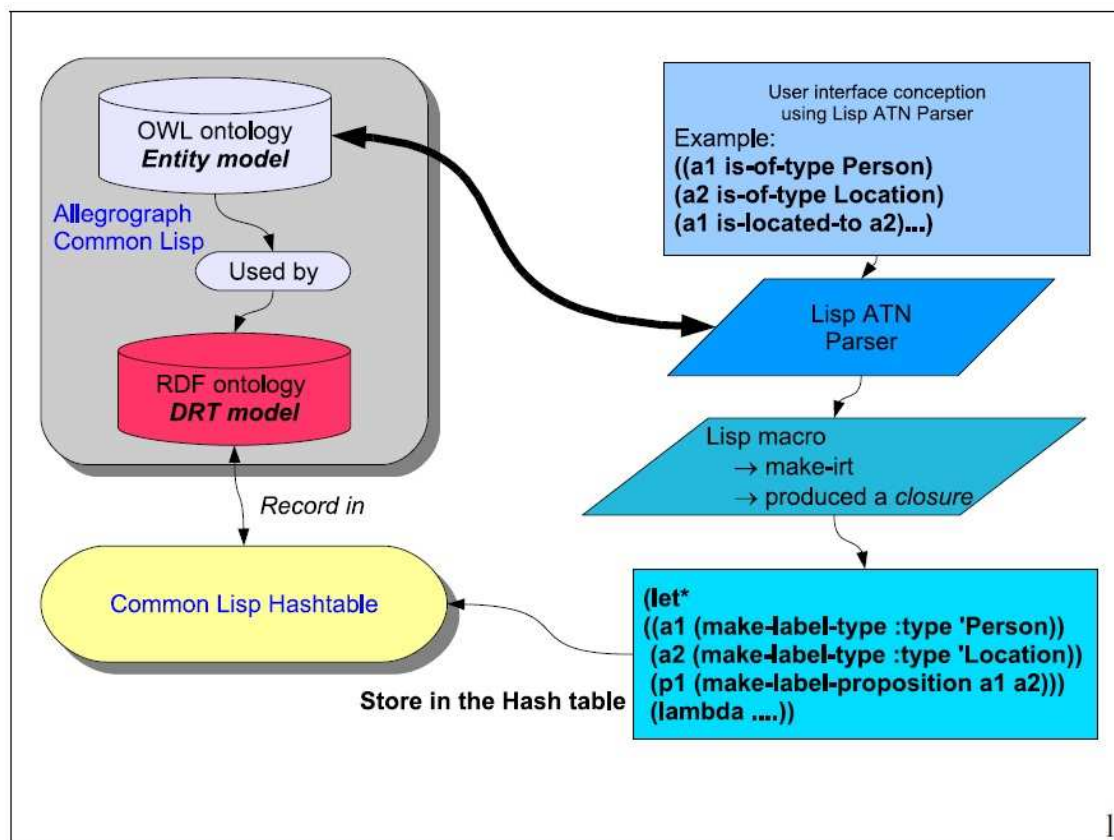 OWL ontology
Entity model
Allegrograph
Common Lisp
Used by
RDF ontology
DRT model
Record in
Common Lisp Hashtable
User interface conception
using Lisp ATN Parser
Example:
((a1 is-of-type Person)
(a2 is-of-type Location)
(a1 is-located-to a2)...)
Lisp ATN
Parser
Lisp macro
→ make-irt
→ produced a closure
(let*
((a1 (make-label-type :type 'Person))
(a2 (make-label-type :type 'Location))
(p1 (make-label-proposition a1 a2)))
(lambda ....))
Store in the Hash table
1